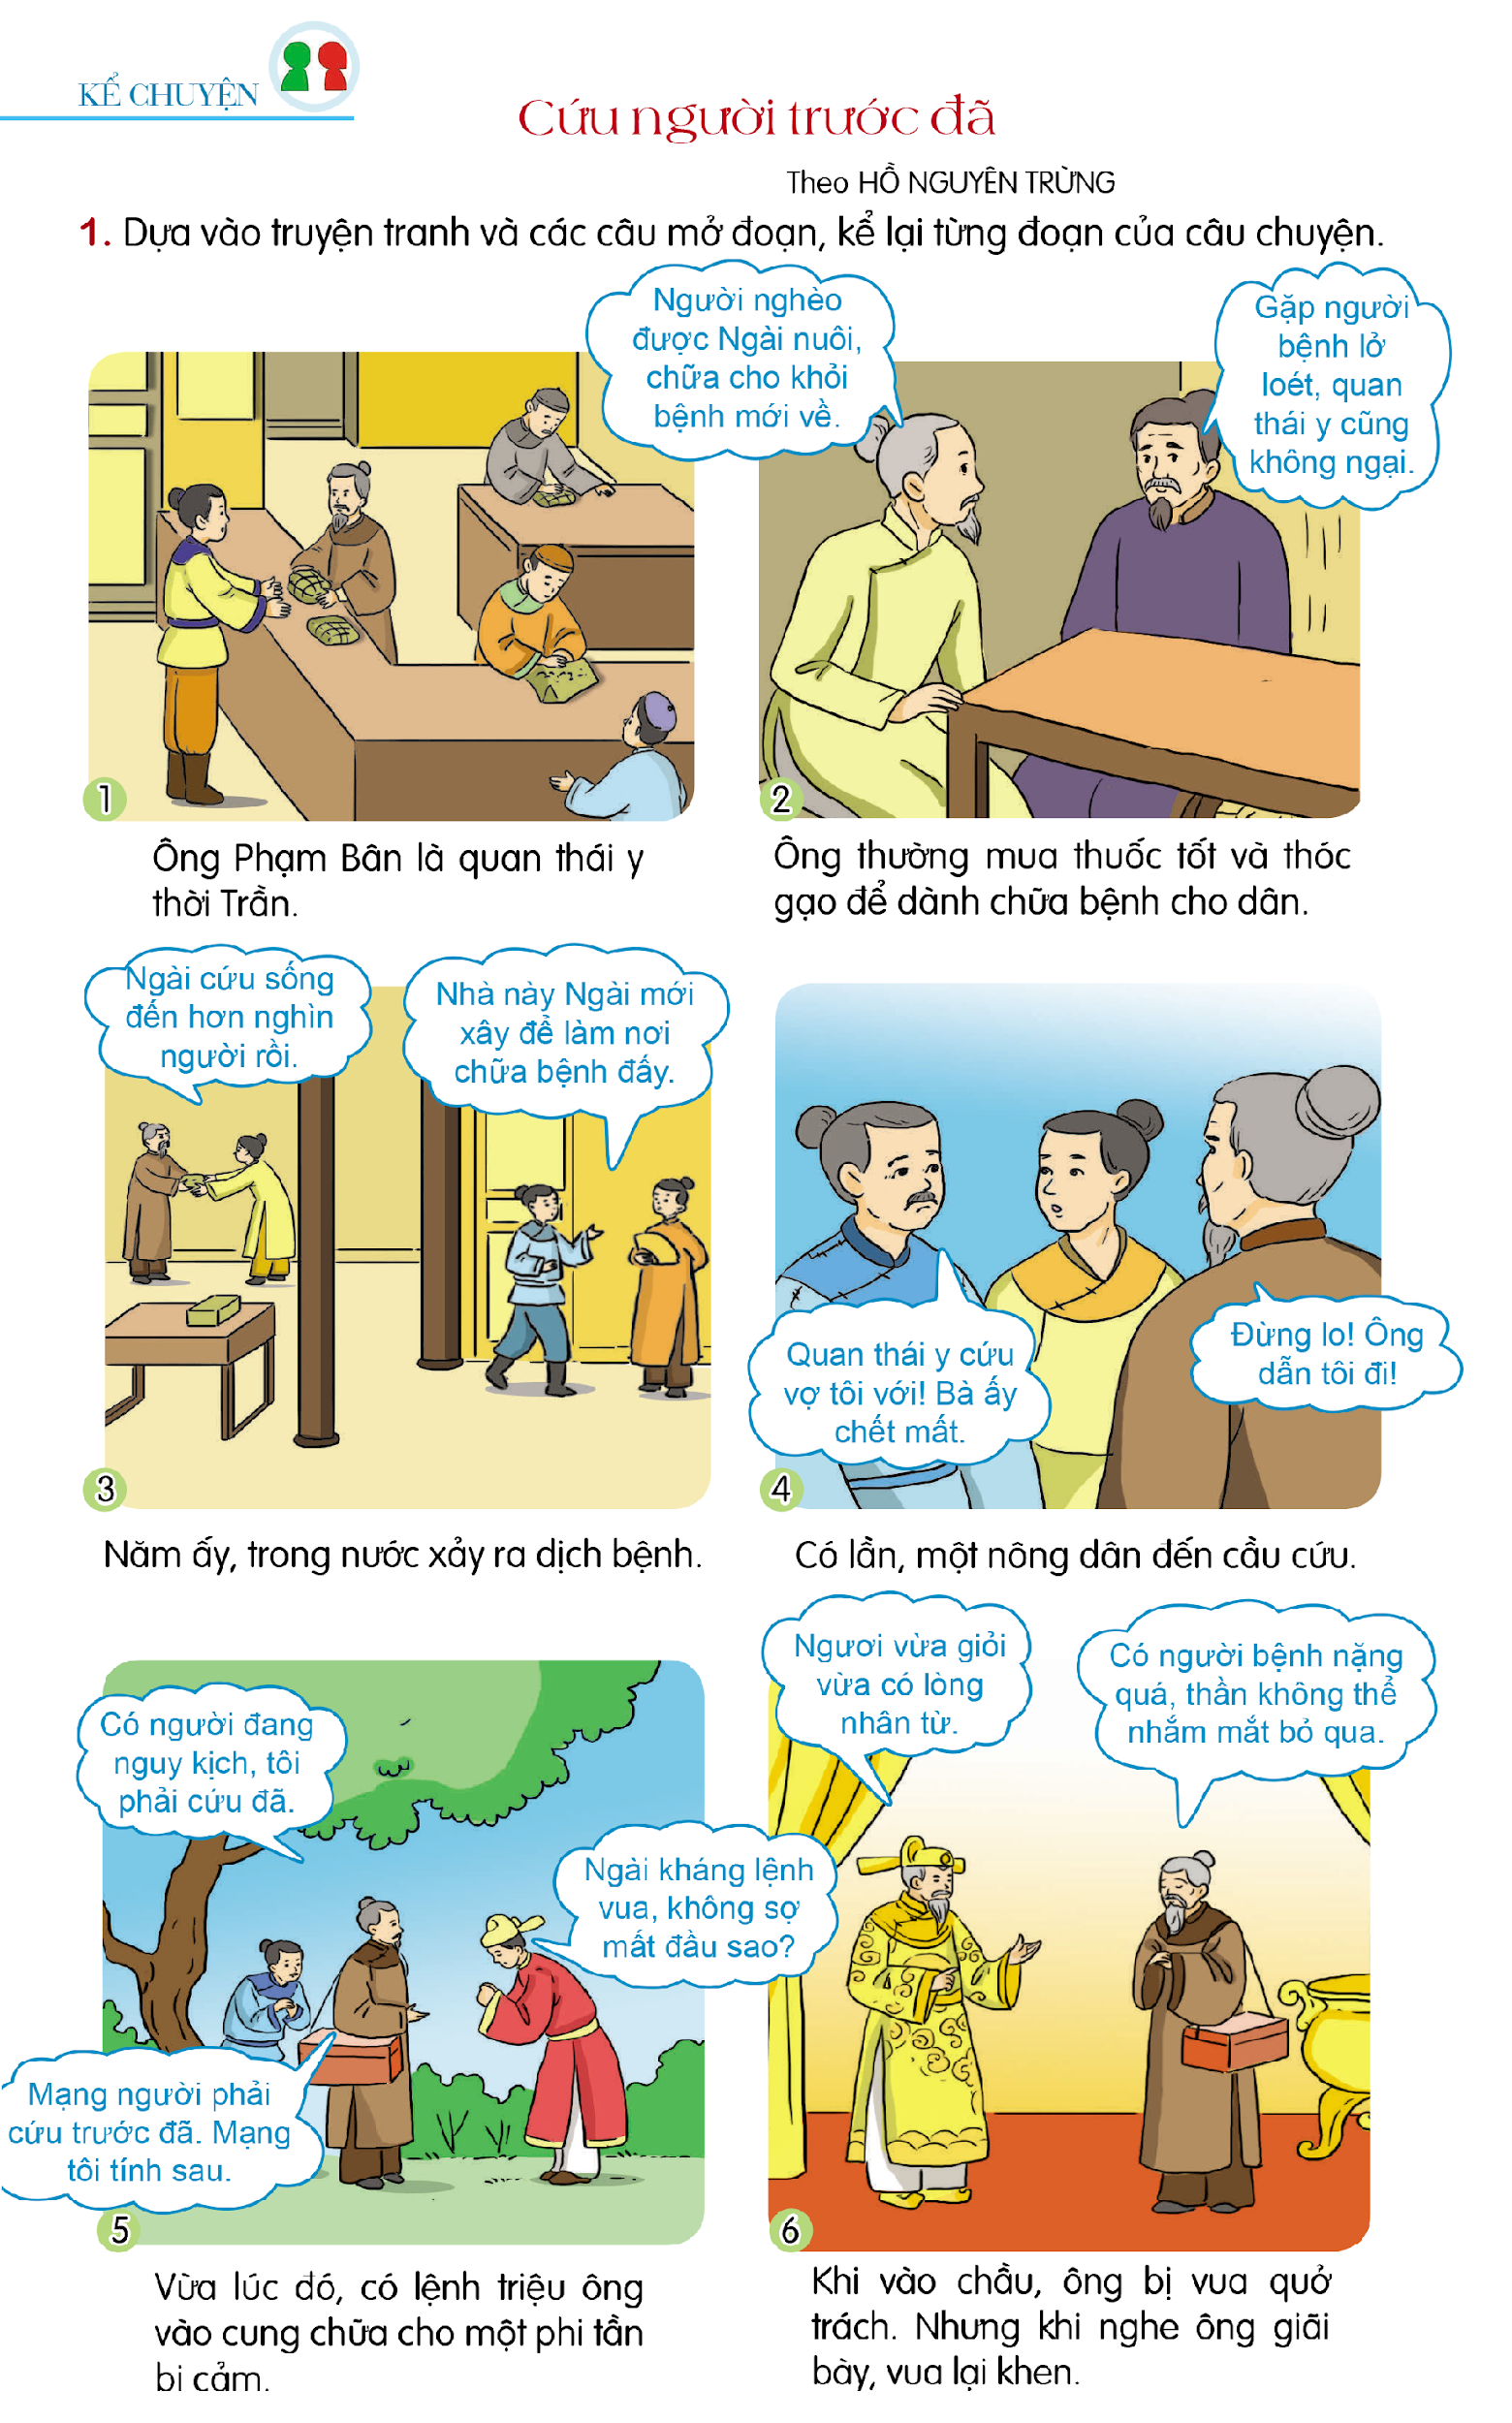 KỂ CHUYỆN
Cứu người trước đã
Theo HỒ NGUYÊN TRỪNG
1. Dựa vào truyện tranh và các câu mở đoạn, kể lại từng đoạn của câu chuyện.
Người nghèo
được Ngài nuôi,
chữa cho khỏi
bệnh mới về.
Gặp người
bệnh lở
loét, quan
thái y cũng
không ngại.
1
Ông Phạm Bân là quan thái y
thời Trần.
2
Ông thường mua thuốc tốt và thóc
gạo để dành chữa bệnh cho dân.
Ngài cứu sống
đến hơn nghìn
người rồi.
Nhà này Ngài mới
xây để làm nơi
chữa bệnh đấy.
3
Năm ấy, trong nước xảy ra dịch bệnh.
Quan thái y cứu
vợ tôi với! Bà ấy
chết mất.
Đừng lo! Ông
dẫn tôi đi!
4
Có lần, một nông dân đến cầu cứu.
Có người đang
nguy kịch, tôi
phải cứu đã.
Ngài kháng lệnh
vua, không sợ
mất đầu sao?
Mạng người phải
cứu trước đã. Mạng
tôi tính sau.
5
Vừa lúc đó, có lệnh triệu ông
vào cung chữa cho một phi tần
bị cảm.
Ngươi vừa giỏi
vừa có lòng
nhân từ.
Có người bệnh nặng
quá, thần không thể
nhắm mắt bỏ qua.
6
Khi vào chầu, ông bị vua quở
trách. Nhưng khi nghe ông giãi
bày, vua lại khen.